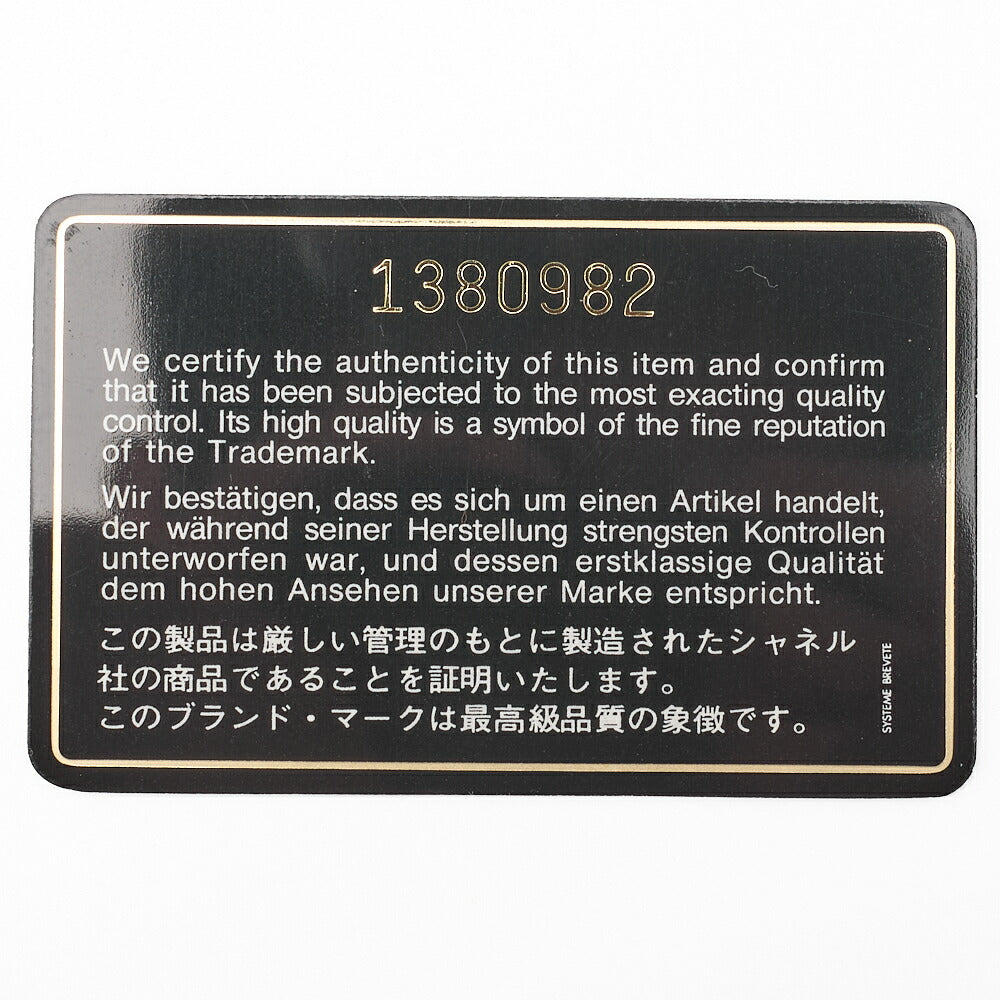 1380982
We certify the authenticity of this item and confirm
that it has been subjected to the most exacting quality
control. Its high quality is a symbol of the fine reputation
of the Trademark.
Wir bestätigen, dass es sich um einen Artikel handelt,
der während seiner Herstellung strengsten Kontrollen
unterworfen war, und dessen erstklassige Qualität
dem hohen Ansehen unserer Marke entspricht.
この製品は厳しい管理のもとに製造されたシャネル
社の商品であることを証明いたします。
このブランド・マークは最高級品質の象徴です。
SYSTEME BREVETE